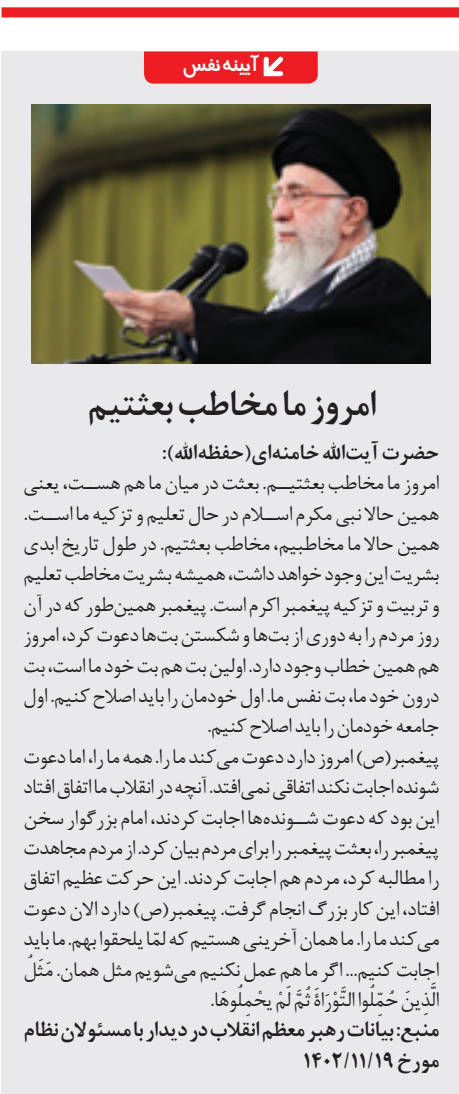 آیینه نفس
امروز ما مخاطب بعثتیم
حضرت آیت‌الله خامنه‌ای(حفظه‌الله):
امروز ما مخاطب بعثتیــم. بعثت در میان ما هم هســت، یعنی
همین حالا نبی مکرم اســلام در حال تعلیم و تزکیه ما اســت.
همین حالا ما مخاطبیم، مخاطب بعثتیم. در طول تاریخ ابدی
بشریت این وجود خواهد داشت، همیشه بشریت مخاطب تعلیم
و تربیت و تزکیه پیغمبر اکرم است. پیغمبر همین‌طور که در آن
روز مردم را به دوری از بت‌ها و شکستن بت‌ها دعوت کرد، امروز
هم همین خطاب وجود دارد. اولین بت هم بت خود ما است، بت
درون خود ما، بت نفس ما. اول خودمان را باید اصلاح کنیم. اول
جامعه خودمان را باید اصلاح کنیم.
پیغمبر(ص) امروز دارد دعوت می‌کند ما را. همه ما را، اما دعوت
شونده اجابت نکند اتفاقی نمی‌افتد. آنچه در انقلاب ما اتفاق افتاد
این بود که دعوت شــونده‌ها اجابت کردند، امام بزرگوار سخن
پیغمبر را، بعثت پیغمبر را برای مردم بیان کرد. از مردم مجاهدت
را مطالبه کرد، مردم هم اجابت کردند. این حرکت عظیم اتفاق
افتاد، این کار بزرگ انجام گرفت. پیغمبر(ص) دارد الان دعوت
می‌کند ما را. ما همان آخرینی هستیم که لمّا یلحقوا بهم. ما باید
اجابت کنیم... اگر ما هم عمل نکنیم می‌شویم مثل همان. مَثَلُ
الَّذِینَ حُمِّلُوا التَّوْرَاةَ ثُمَّ لَمْ یَحْمِلُوهَا.
منبع: بیانات رهبر معظم انقلاب در دیدار با مسئولان نظام
مورخ ۱۴۰۲/۱۱/۱۹